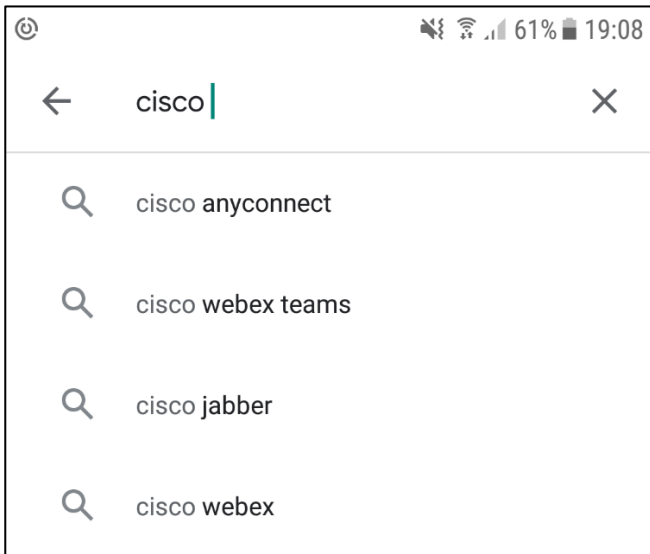 61% 19:08
cisco
cisco anyconnect
cisco webex teams
cisco jabber
cisco webex